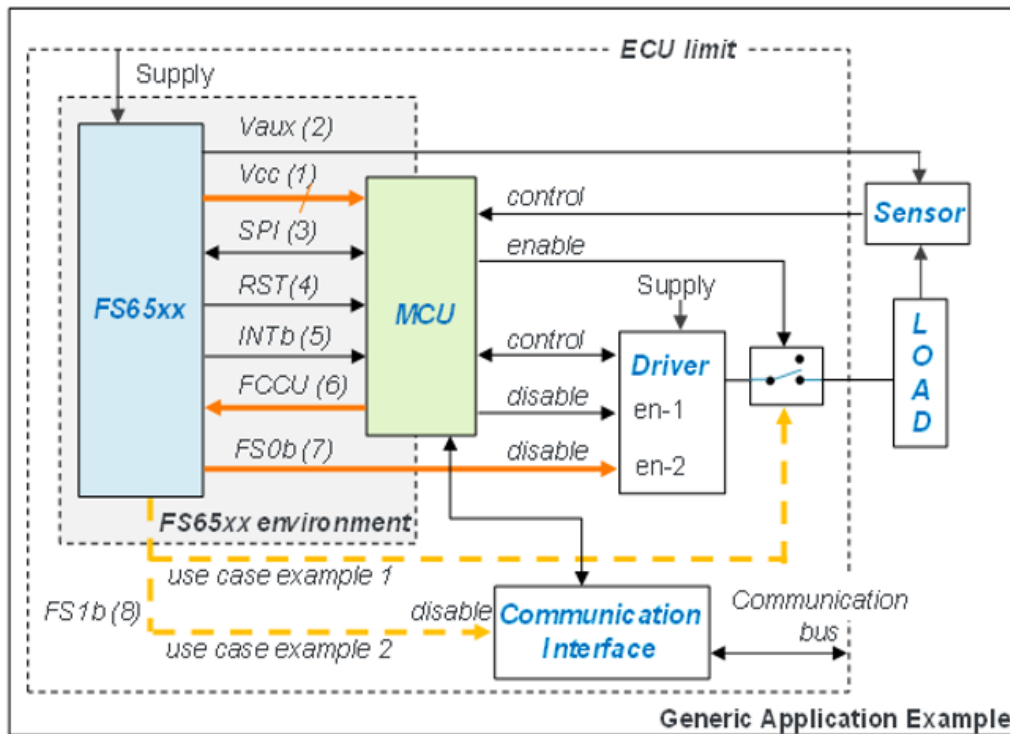 ECU limit
Supply
Vaux (2)
Vcc (1)
control
Sensor
SPI (3)
enable
RST(4)
Supply
FS65xx
MCU
INTb (5)
control
Driver
LOAD
FCCU (6)
disable
en-1
FS0b (7)
disable
en-2
FS65xx environment
use case example 1
FS1b (8)
disable
Communication
Interface
Communication
bus
use case example 2
Generic Application Example